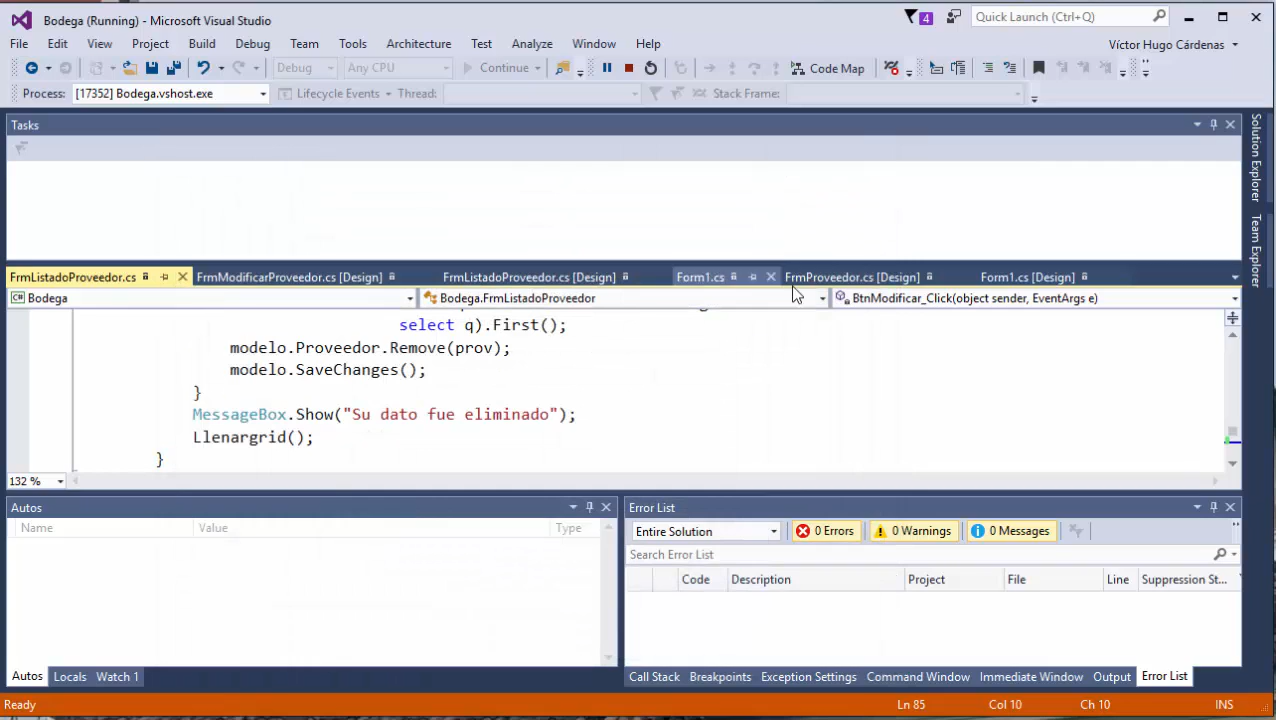 Bodega (Running) - Microsoft Visual Studio
4
Quick Launch (Ctrl+Q)
File Edit View Project Build Debug Team Tools Architecture Test Analyze Window Help
Víctor Hugo Cárdenas
Debug Any CPU Continue Code Map
Process: [17352] Bodega.vshost.exe Lifecycle Events Thread: Stack Frame:
Tasks
Solution Explorer
Team Explorer
FrmListadoProveedor.cs FrmModificarProveedor.cs [Design] FrmListadoProveedor.cs [Design] Form1.cs FrmProveedor.cs [Design] Form1.cs [Design]
C# Bodega Bodega.FrmListadoProveedor BtnModificar_Click(object sender, EventArgs e)
select q).First();
modelo.Proveedor.Remove(prov);
modelo.SaveChanges();
}
MessageBox.Show("Su dato fue eliminado");
Llenargrid();
}
132 %
Autos
Name Value Type
Error List
Entire Solution 0 Errors 0 Warnings 0 Messages
Search Error List
Code Description Project File Line Suppression St...
Autos Locals Watch 1
Call Stack Breakpoints Exception Settings Command Window Immediate Window Output Error List
Ready Ln 85 Col 10 Ch 10 INS